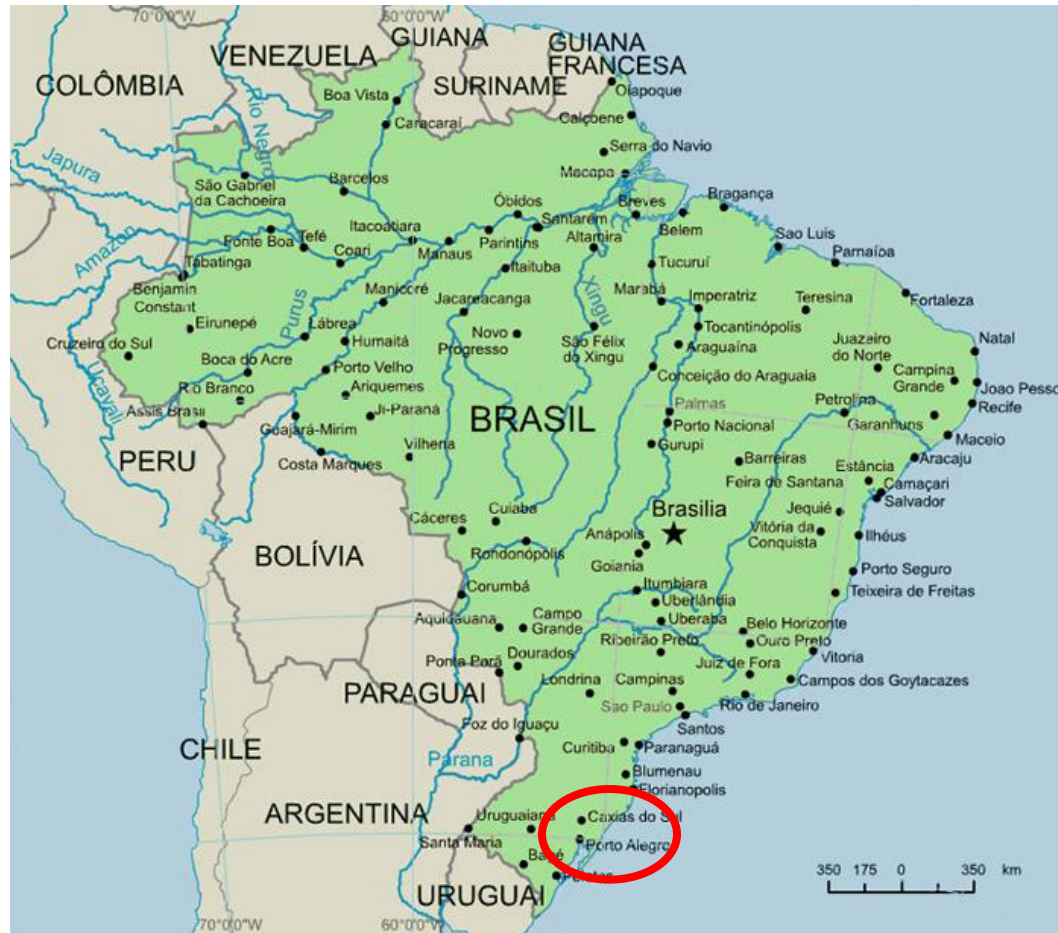 70°0'0"W
60°0'0"W
GUIANA
GUIANA
FRANCESA
VENEZUELA
SURINAME
COLÔMBIA
Oiapoque
Boa Vista
Calçoene
Caracaraí
Rio Negro
Serra do Navio
Japura
Macapa
São Gabriel
da Cachoeira
Barcelos
Óbidos
Bragança
Itacoatiara
Santarém
Breves
Belem
Fonte Boa
Tefé
Coari
Manaus
Parintins
Altamira
Sao Luis
Amazon
Tabatinga
Itaituba
Tucuruí
Parnaíoa
Benjamin
Constant
Purus
Manicoré
Jacareacanga
Xingu
Marabá
Imperatriz
Teresina
Fortaleza
Eirunepé
Lábrea
Novo
Progresso
Tocantinópolis
Natal
Cruzeiro do Sul
Humaitá
São Félix
do Xingu
Araguaína
Juazeiro
do Norte
Boca do Acre
Porto Velho
Conceição do Araguaia
Campina
Grande
Ucayali
Rio Branco
Ariquemes
Joao Pesso
Assis Brasil
Ji-Paraná
BRASIL
Palmas
Petrolina
Recife
Guajará-Mirim
Porto Nacional
Garanhuns
Maceio
PERU
Vilhena
Gurupi
Costa Marques
Barreiras
Estância
Aracaju
Feira de Santana
Camaçari
Salvador
Cáceres
Cuiaba
Brasilia
Jequié
BOLÍVIA
Anápolis
Vitória da
Conquista
Ilhéus
Rondonópolis
Goiania
Porto Seguro
Corumbá
Itumbiara
Teixeira de Freitas
Uberlândia
Aquidauana
Campo
Grande
Uberaba
Belo Horizonte
Ribeirão Preto
Ouro Preto
Ponta Porã
Dourados
Juiz de Fora
Vitoria
PARAGUAI
Londrina
Campinas
Campos dos Goytacazes
Sao Paulo
Rio de Janeiro
Foz do Iguaçu
Santos
CHILE
Parana
Curitiba
Paranaguá
Blumenau
Florianopolis
ARGENTINA
Uruguaiana
Caxias do Sul
Santa Maria
Porto Alegre
Bagé
Pelotas
URUGUAI
350 175 0 350 km
70°0'0"W
60°0'0"W